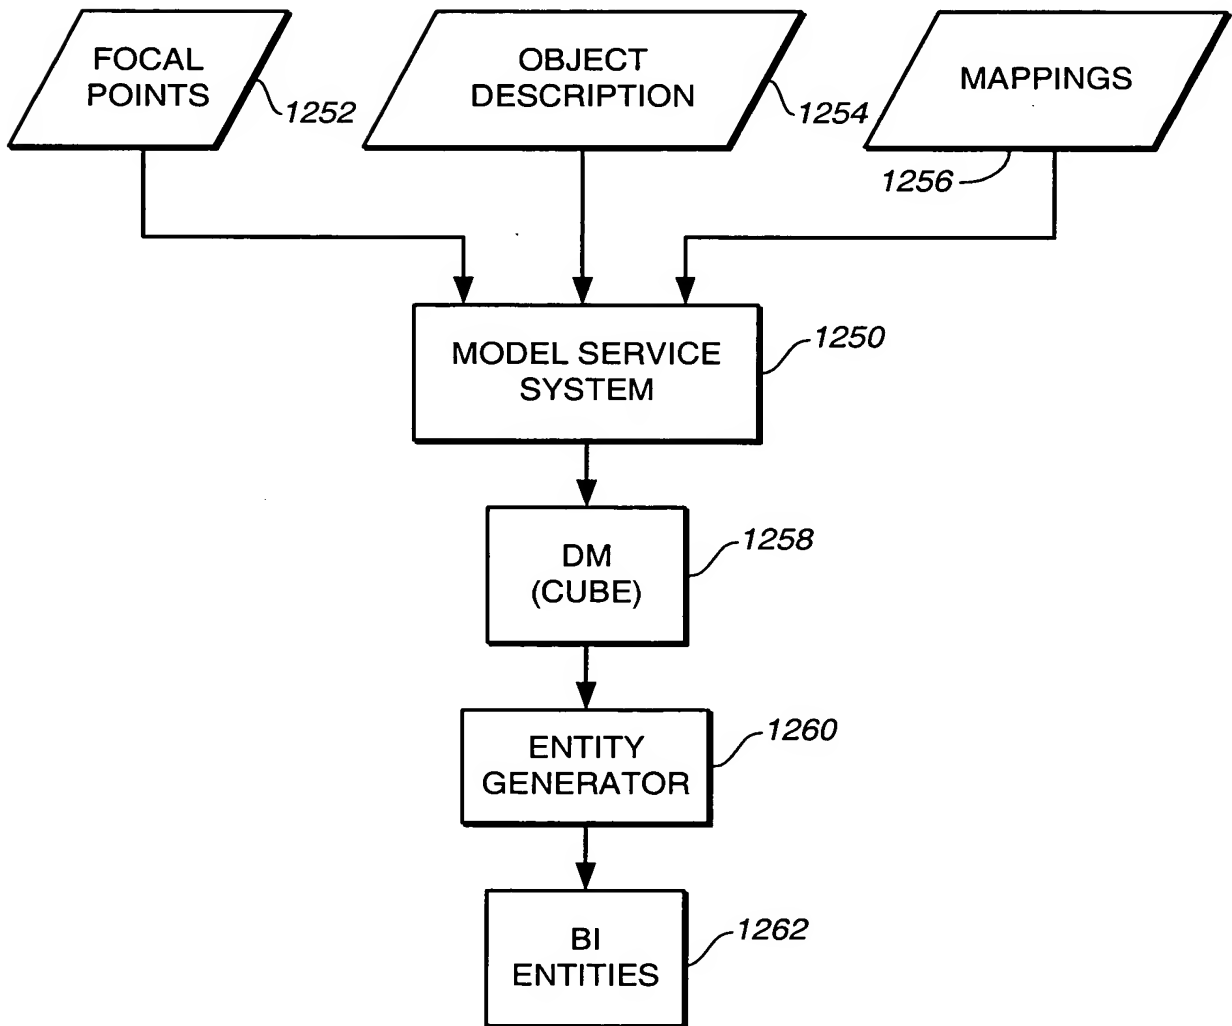 FOCAL
POINTS
1252
OBJECT
DESCRIPTION
1254
MAPPINGS
1256
MODEL SERVICE
SYSTEM
1250
DM
(CUBE)
1258
ENTITY
GENERATOR
1260
BI
ENTITIES
1262